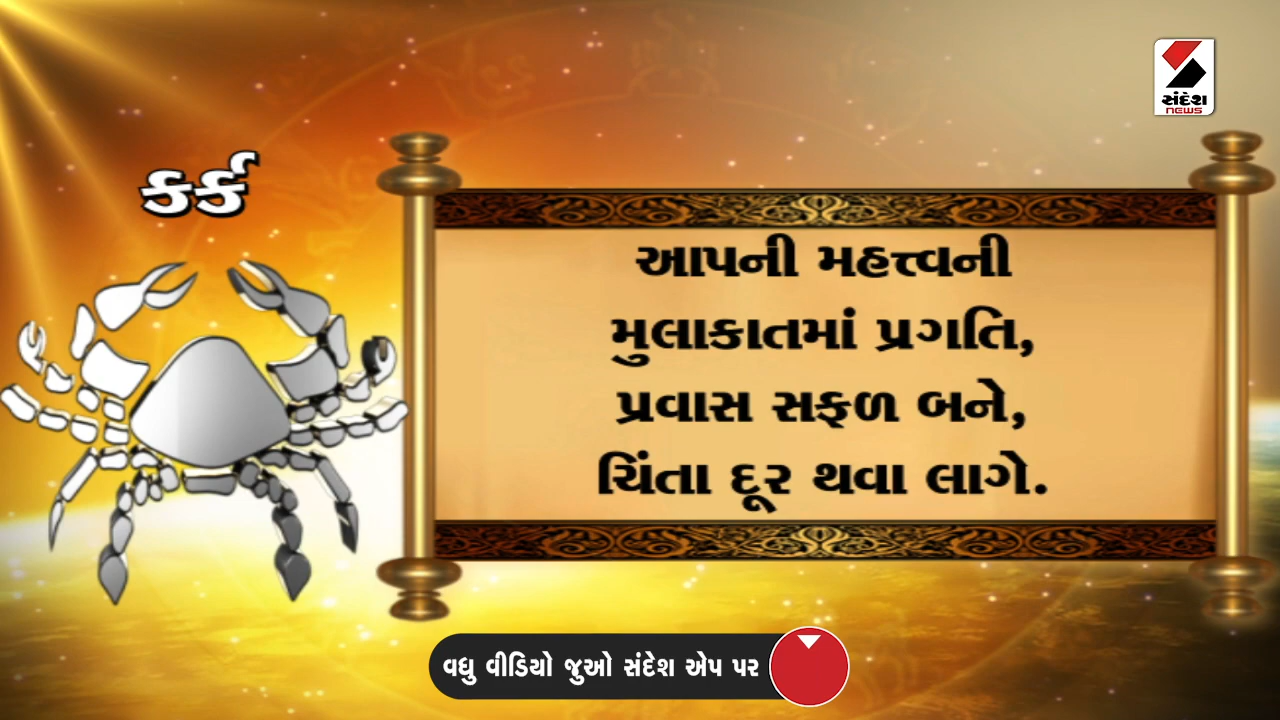 સંદેશ
NEWS
કર્ક
આપની મહત્ત્વની
મુલાકાતમાં પ્રગતિ,
પ્રવાસ સફળ બને,
ચિંતા દૂર થવા લાગે.
વધુ વીડિયો જુઓ સંદેશ એપ પર